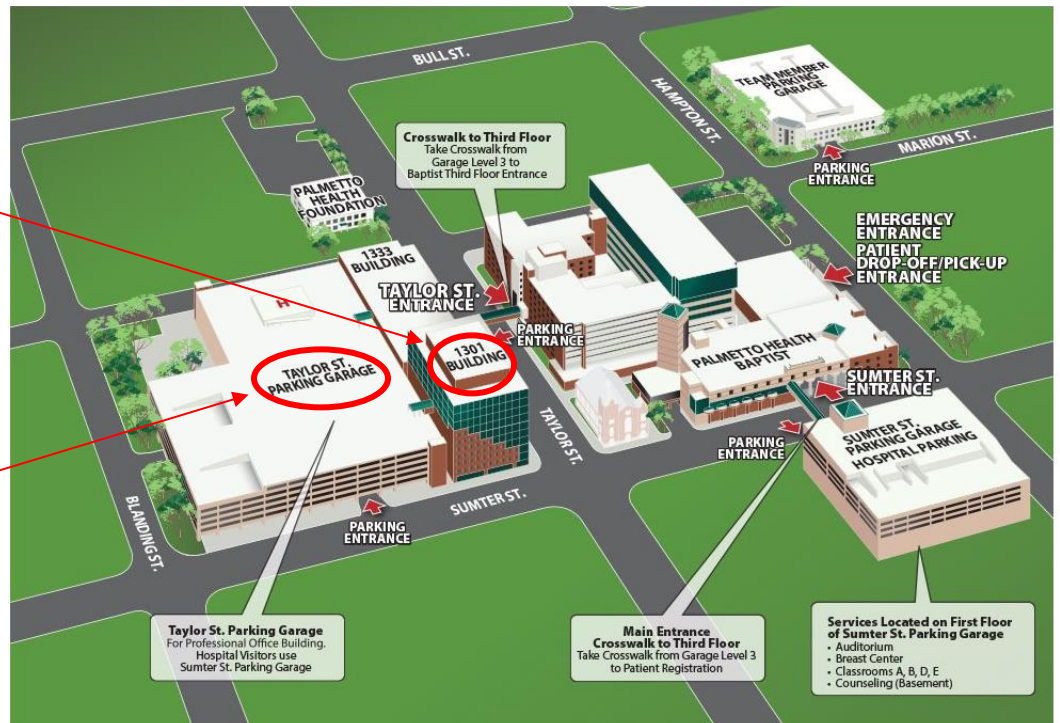 BULL ST.
HAMPTON ST.
TEAM MEMBER
PARKING
GARAGE
MARION ST.
PARKING
ENTRANCE
Crosswalk to Third Floor
Take Crosswalk from
Garage Level 3 to
Baptist Third Floor Entrance
PALMETTO
HEALTH
FOUNDATION
EMERGENCY
ENTRANCE
PATIENT
DROP-OFF/PICK-UP
ENTRANCE
1333
BUILDING
H
TAYLOR ST.
ENTRANCE
PARKING
ENTRANCE
1301
BUILDING
TAYLOR ST.
PARKING GARAGE
PALMETTO HEALTH
BAPTIST
SUMTER ST.
ENTRANCE
TAYLOR ST.
PARKING
ENTRANCE
SUMTER ST.
PARKING GARAGE
HOSPITAL PARKING
BLANDING ST.
PARKING
ENTRANCE
SUMTER ST.
Taylor St. Parking Garage
For Professional Office Building.
Hospital Visitors use
Sumter St. Parking Garage
Main Entrance
Crosswalk to Third Floor
Take Crosswalk from Garage Level 3
to Patient Registration
Services Located on First Floor
of Sumter St. Parking Garage
• Auditorium
• Breast Center
• Classrooms A, B, D, E
• Counseling (Basement)